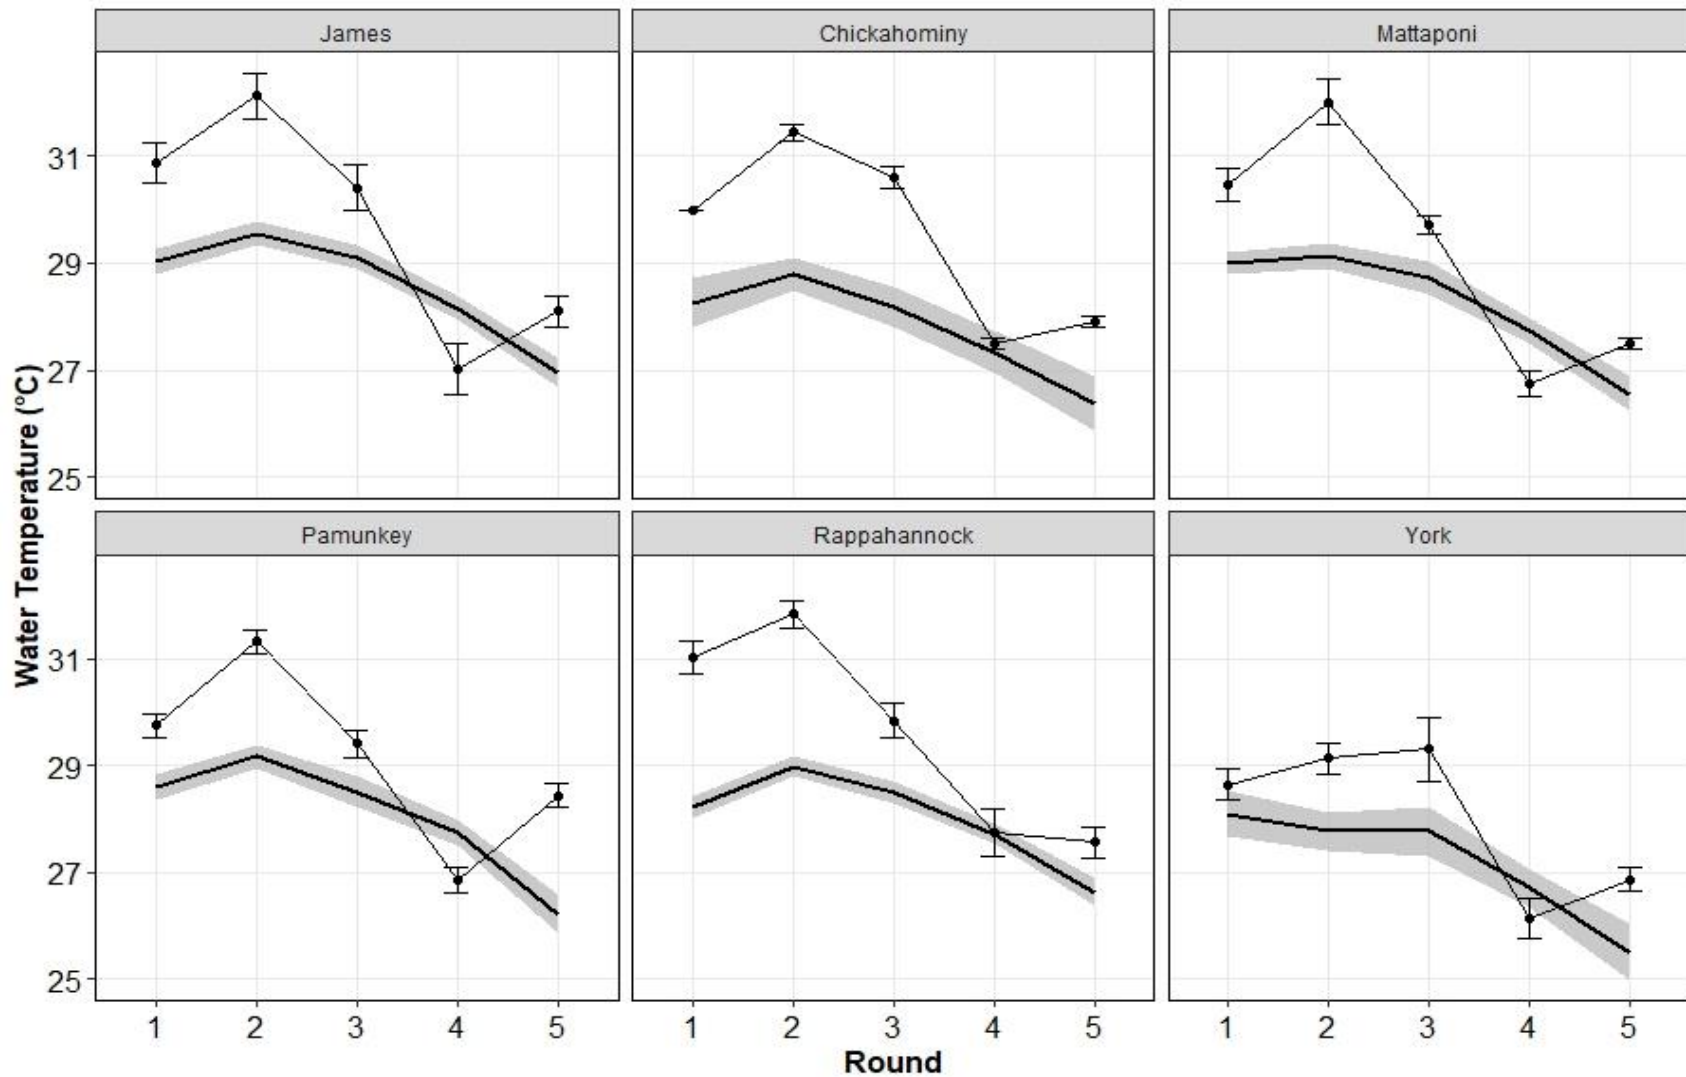 James
Chickahominy
Mattaponi
31
29
27
25
Pamunkey
Rappahannock
York
31
29
27
25
Water Temperature (°C)
1 2 3 4 5
1 2 3 4 5
1 2 3 4 5
Round